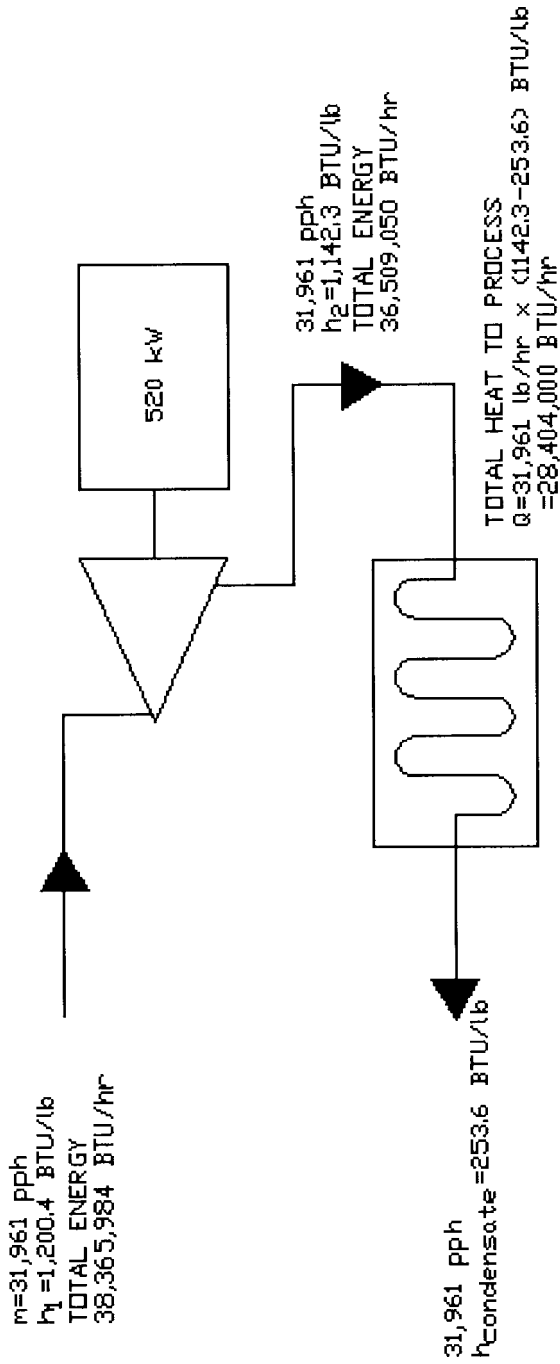 m=31,961 pph
h1 =1,200.4 BTU/lb
TOTAL ENERGY
38,365,984 BTU/hr
520 kW
31,961 pph
h2 =1,142.3 BTU/lb
TOTAL ENERGY
36,509,050 BTU/hr
31,961 pph
hcondensate =253.6 BTU/lb
TOTAL HEAT TO PROCESS
Q=31,961 lb/hr x (1142.3-253.6) BTU/lb
=28,404,000 BTU/hr